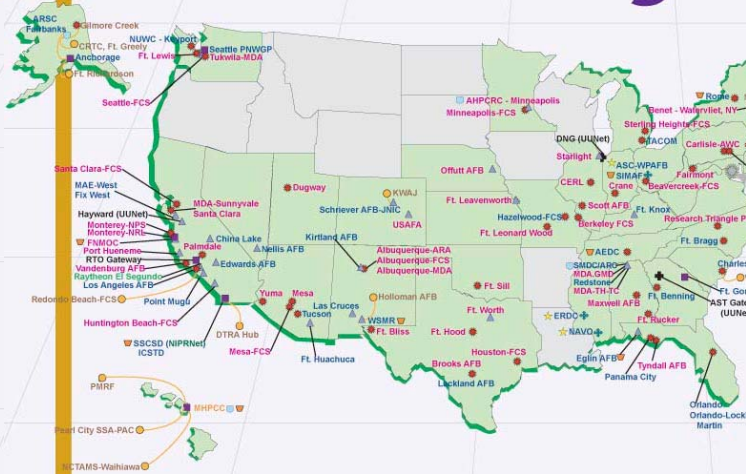 ARSC
Fairbanks
Gilmore Creek
CRTC, Ft. Greely
Anchorage
Ft. Richardson
NUWC - Keyport
Seattle PNWGP
Ft. Lewis
Tukwila-MDA
Seattle-FCS
AHPCRC - Minneapolis
Minneapolis-FCS
Rome
Benet - Watervliet, NY
Sterling Heights-FCS
TACOM
DNG (UUNet)
Starlight
Carlisle-AWC
ASC-WPAFB
SIMAF
Fairmont
CERL
Crane
Beavercreek-FCS
Offutt AFB
Santa Clara-FCS
MAE-West
Fix West
MDA-Sunnyvale
Santa Clara
Dugway
KWAJ
Schriever AFB-JNIC
USAFA
Ft. Leavenworth
Scott AFB
Ft. Knox
Hazelwood-FCS
Berkeley FCS
Ft. Leonard Wood
Research Triangle P
Ft. Bragg
Hayward (UUNet)
Monterey-NPS
Monterey-NRL
FNMOC
Port Hueneme
Palmdale
RTO Gateway
Vandenburg AFB
Raytheon El Segundo
Los Angeles AFB
China Lake
Nellis AFB
Edwards AFB
Kirtland AFB
Albuquerque-ARA
Albuquerque-FCS
Albuquerque-MDA
AEDC
SMDC/ARC
MDA,GMD
Redstone
MDA-TH-TC
Charles
Redondo Beach-FCS
Point Mugu
Yuma
Mesa
Holloman AFB
Ft. Sill
Maxwell AFB
Ft. Benning
Ft. Gor
AST Gate
(UUNe
Huntington Beach-FCS
Las Cruces
Tucson
WSMR
Ft. Bliss
Ft. Worth
Ft. Hood
ERDC
NAVO
Ft. Rucker
DTRA Hub
SSCSD (NIPRNet)
ICSTD
Mesa-FCS
Ft. Huachuca
Houston-FCS
Brooks AFB
Lackland AFB
Eglin AFB
Panama City
Tyndall AFB
PMRF
MHPCC
Pearl City SSA-PAC
NCTAMS-Wahiawa
Orlando
Orlando-Lock
Martin